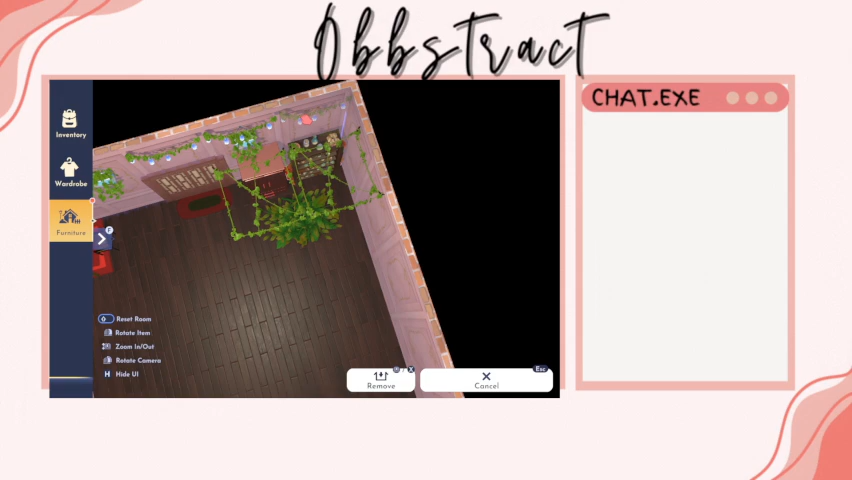 Obbstract
CHAT.EXE
Inventory
Wardrobe
Furniture
F
Reset Room
Rotate Item
Zoom In/Out
Rotate Camera
H Hide UI
X
Remove
Esc
Cancel